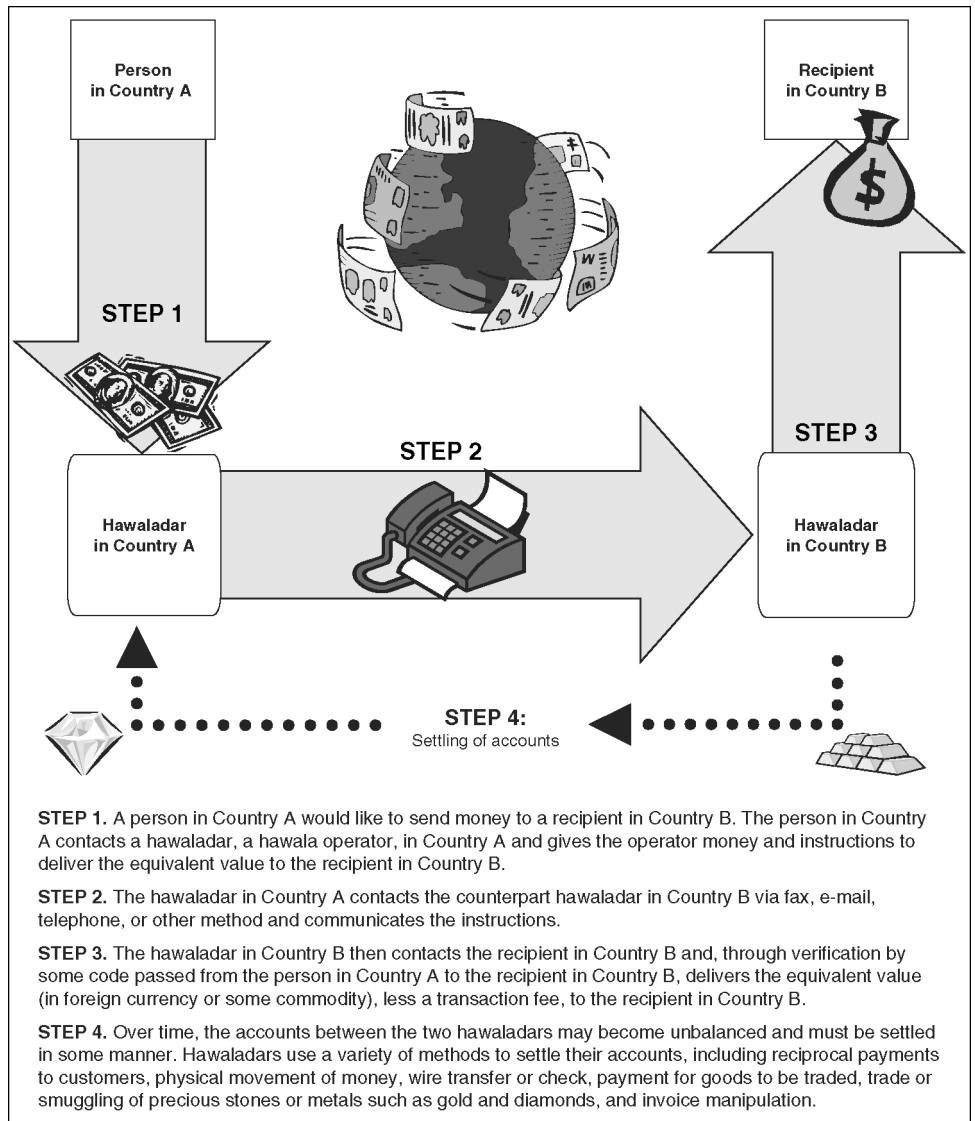 Person
in Country A
Recipient
in Country B
$
STEP 1
STEP 2
STEP 3
Hawaladar
in Country A
Hawaladar
in Country B
STEP 4:
Settling of accounts
STEP 1. A person in Country A would like to send money to a recipient in Country B. The person in Country
A contacts a hawaladar, a hawala operator, in Country A and gives the operator money and instructions to
deliver the equivalent value to the recipient in Country B.
STEP 2. The hawaladar in Country A contacts the counterpart hawaladar in Country B via fax, e-mail,
telephone, or other method and communicates the instructions.
STEP 3. The hawaladar in Country B then contacts the recipient in Country B and, through verification by
some code passed from the person in Country A to the recipient in Country B, delivers the equivalent value
(in foreign currency or some commodity), less a transaction fee, to the recipient in Country B.
STEP 4. Over time, the accounts between the two hawaladars may become unbalanced and must be settled
in some manner. Hawaladars use a variety of methods to settle their accounts, including reciprocal payments
to customers, physical movement of money, wire transfer or check, payment for goods to be traded, trade or
smuggling of precious stones or metals such as gold and diamonds, and invoice manipulation.